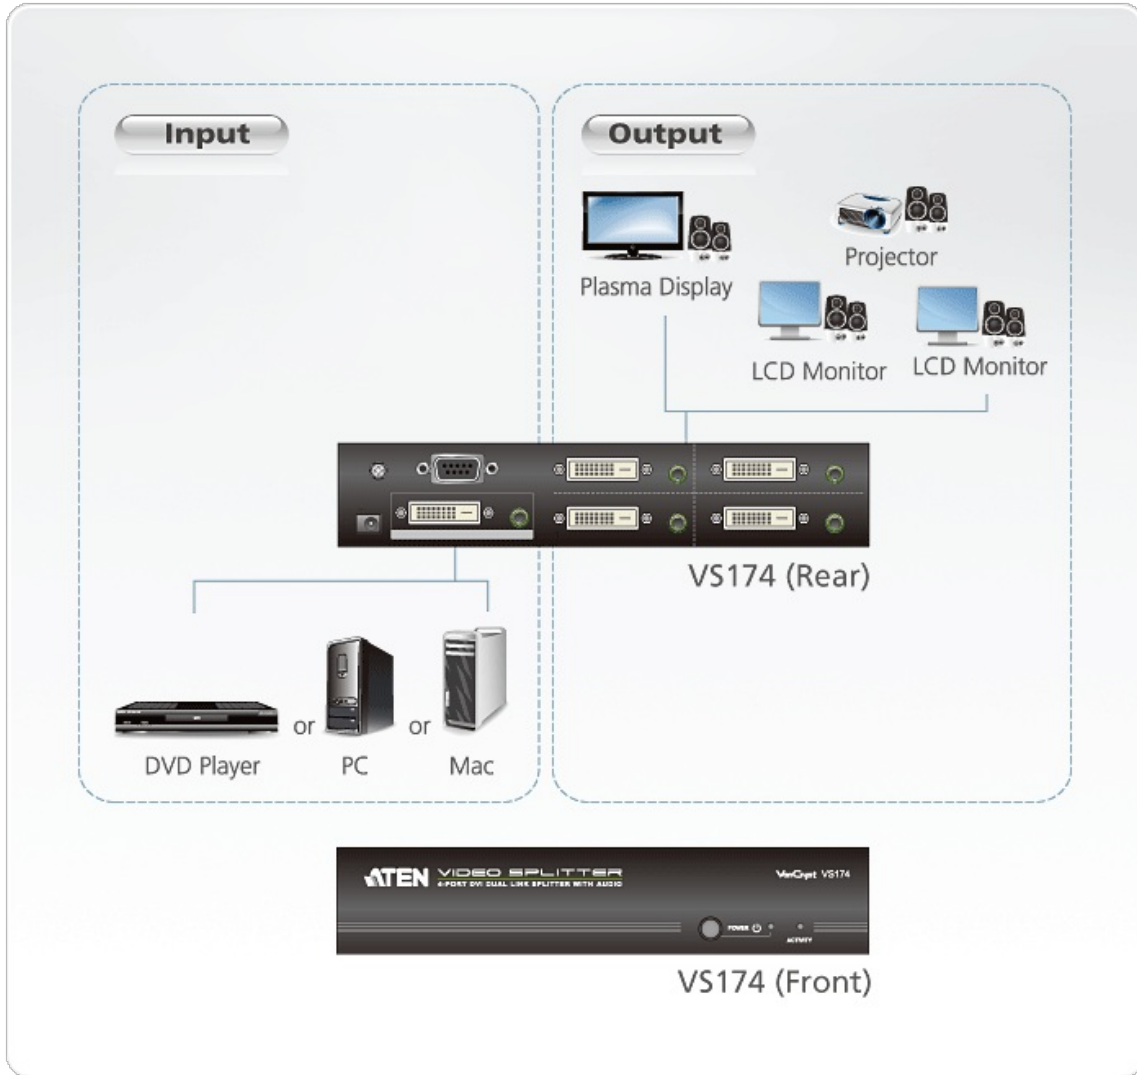 Input
Output
Plasma Display
Projector
LCD Monitor
LCD Monitor
VS174 (Rear)
or
or
DVD Player
PC
Mac
ATEN VIDEO SPLITTER
4-PORT DVI DUAL LINK SPLITTER WITH AUDIO
VanCryst VS174
POWER
ACTIVITY
VS174 (Front)